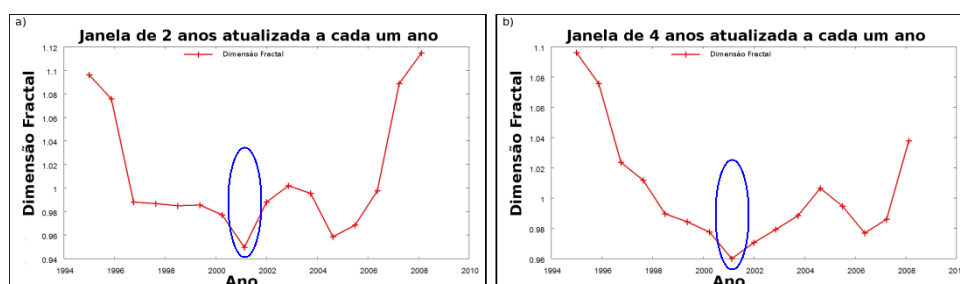 a)
Janela de 2 anos atualizada a cada um ano
Dimensão Fractal
1.12
1.1
1.08
1.06
1.04
1.02
1
0.98
0.96
0.94
Dimensão Fractal
1994 1996 1998 2000 2002 2004 2006 2008 2010
Ano
b)
Janela de 4 anos atualizada a cada um ano
Dimensão Fractal
1.1
1.08
1.06
1.04
1.02
1
0.98
0.96
Dimensão Fractal
1994 1996 1998 2000 2002 2004 2006 2008 2010
Ano